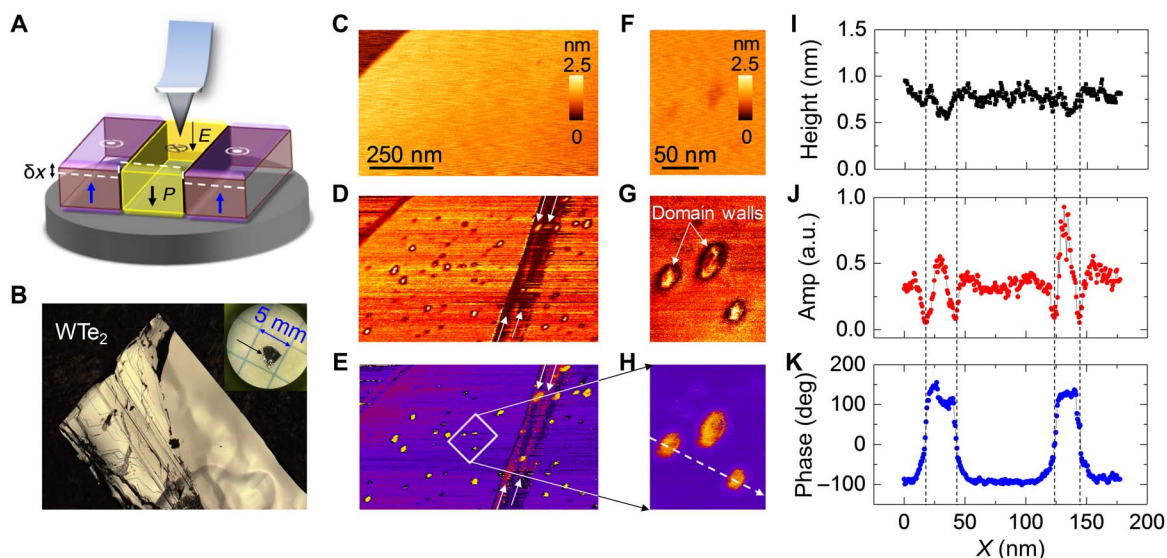 A
E
δx
P
B
WTe2
5 mm
C
nm
2.5
0
250 nm
D
E
F
nm
2.5
0
50 nm
G
Domain walls
H
I
1.5
1.0
0.5
0.0
Height (nm)
J
1.0
0.5
0.0
Amp (a.u.)
K
200
100
0
−100
Phase (deg)
0 50 100 150 200
X (nm)